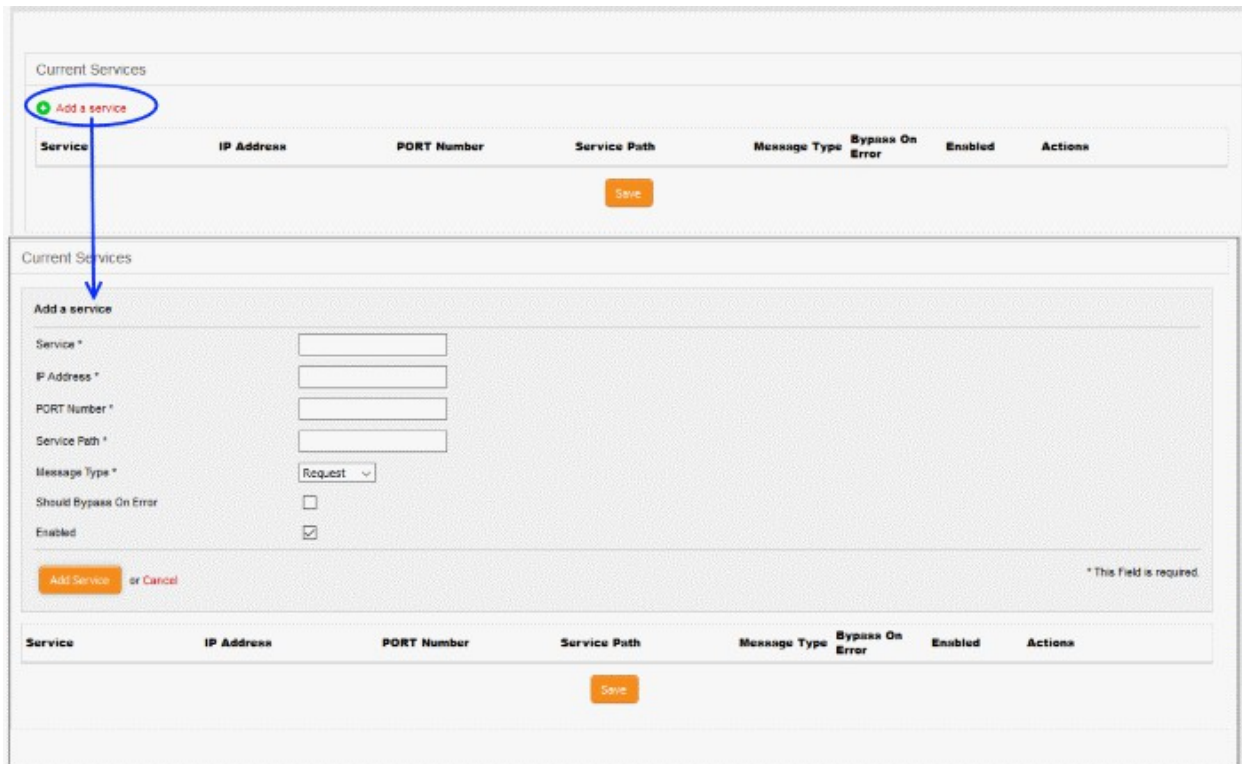 Current Services
Add a service
Service IP Address PORT Number Service Path Message Type Bypass On Error Enabled Actions
Save
Current Services
Add a service
Service *
IP Address *
PORT Number *
Service Path *
Message Type * Request
Should Bypass On Error
Enabled
Add Service or Cancel * This Field is required.
Service IP Address PORT Number Service Path Message Type Bypass On Error Enabled Actions
Save